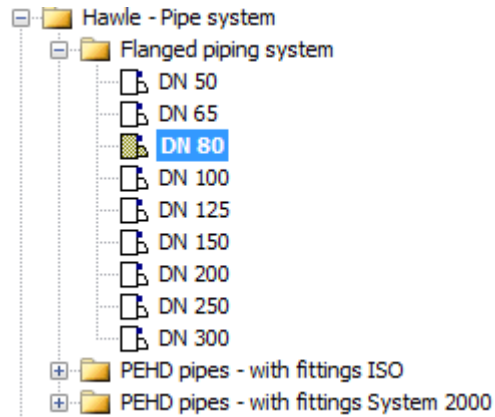 Hawle - Pipe system
Flanged piping system
DN 50
DN 65
DN 80
DN 100
DN 125
DN 150
DN 200
DN 250
DN 300
PEHD pipes - with fittings ISO
PEHD pipes - with fittings System 2000